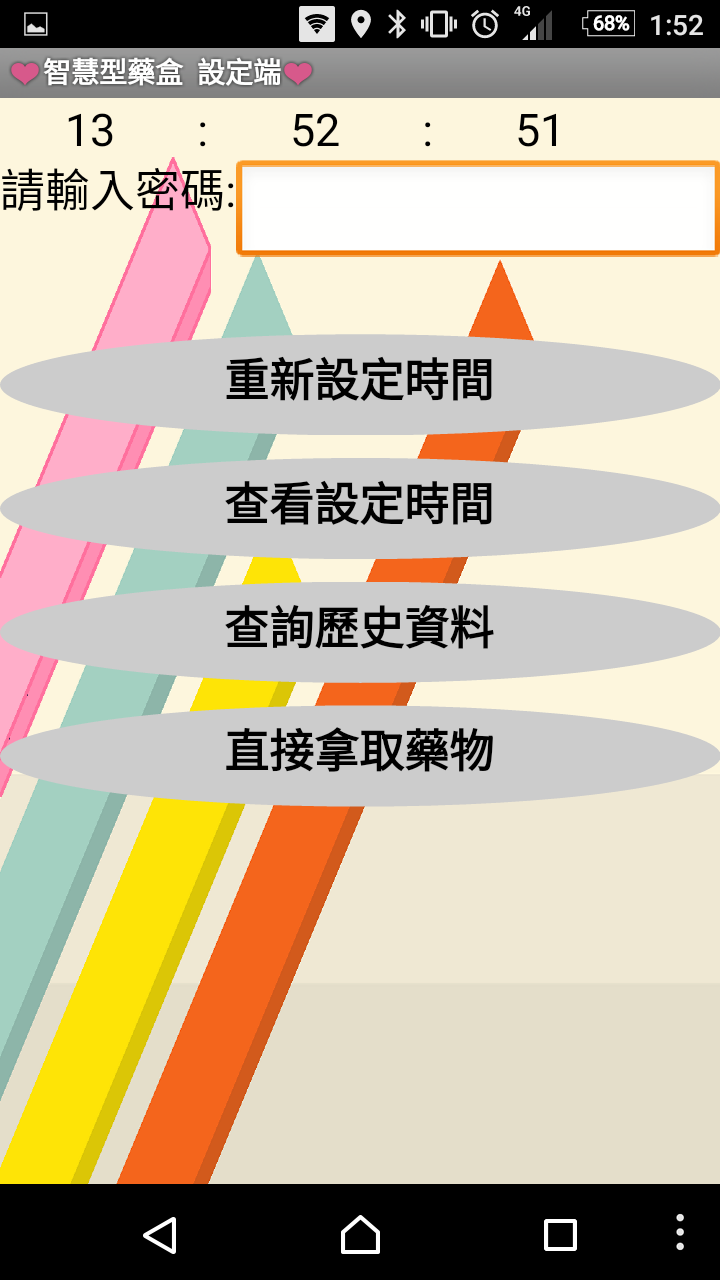 4G 68% 1:52
智慧型藥盒 設定端
13 : 52 : 51
請輸入密碼:
重新設定時間
查看設定時間
查詢歷史資料
直接拿取藥物